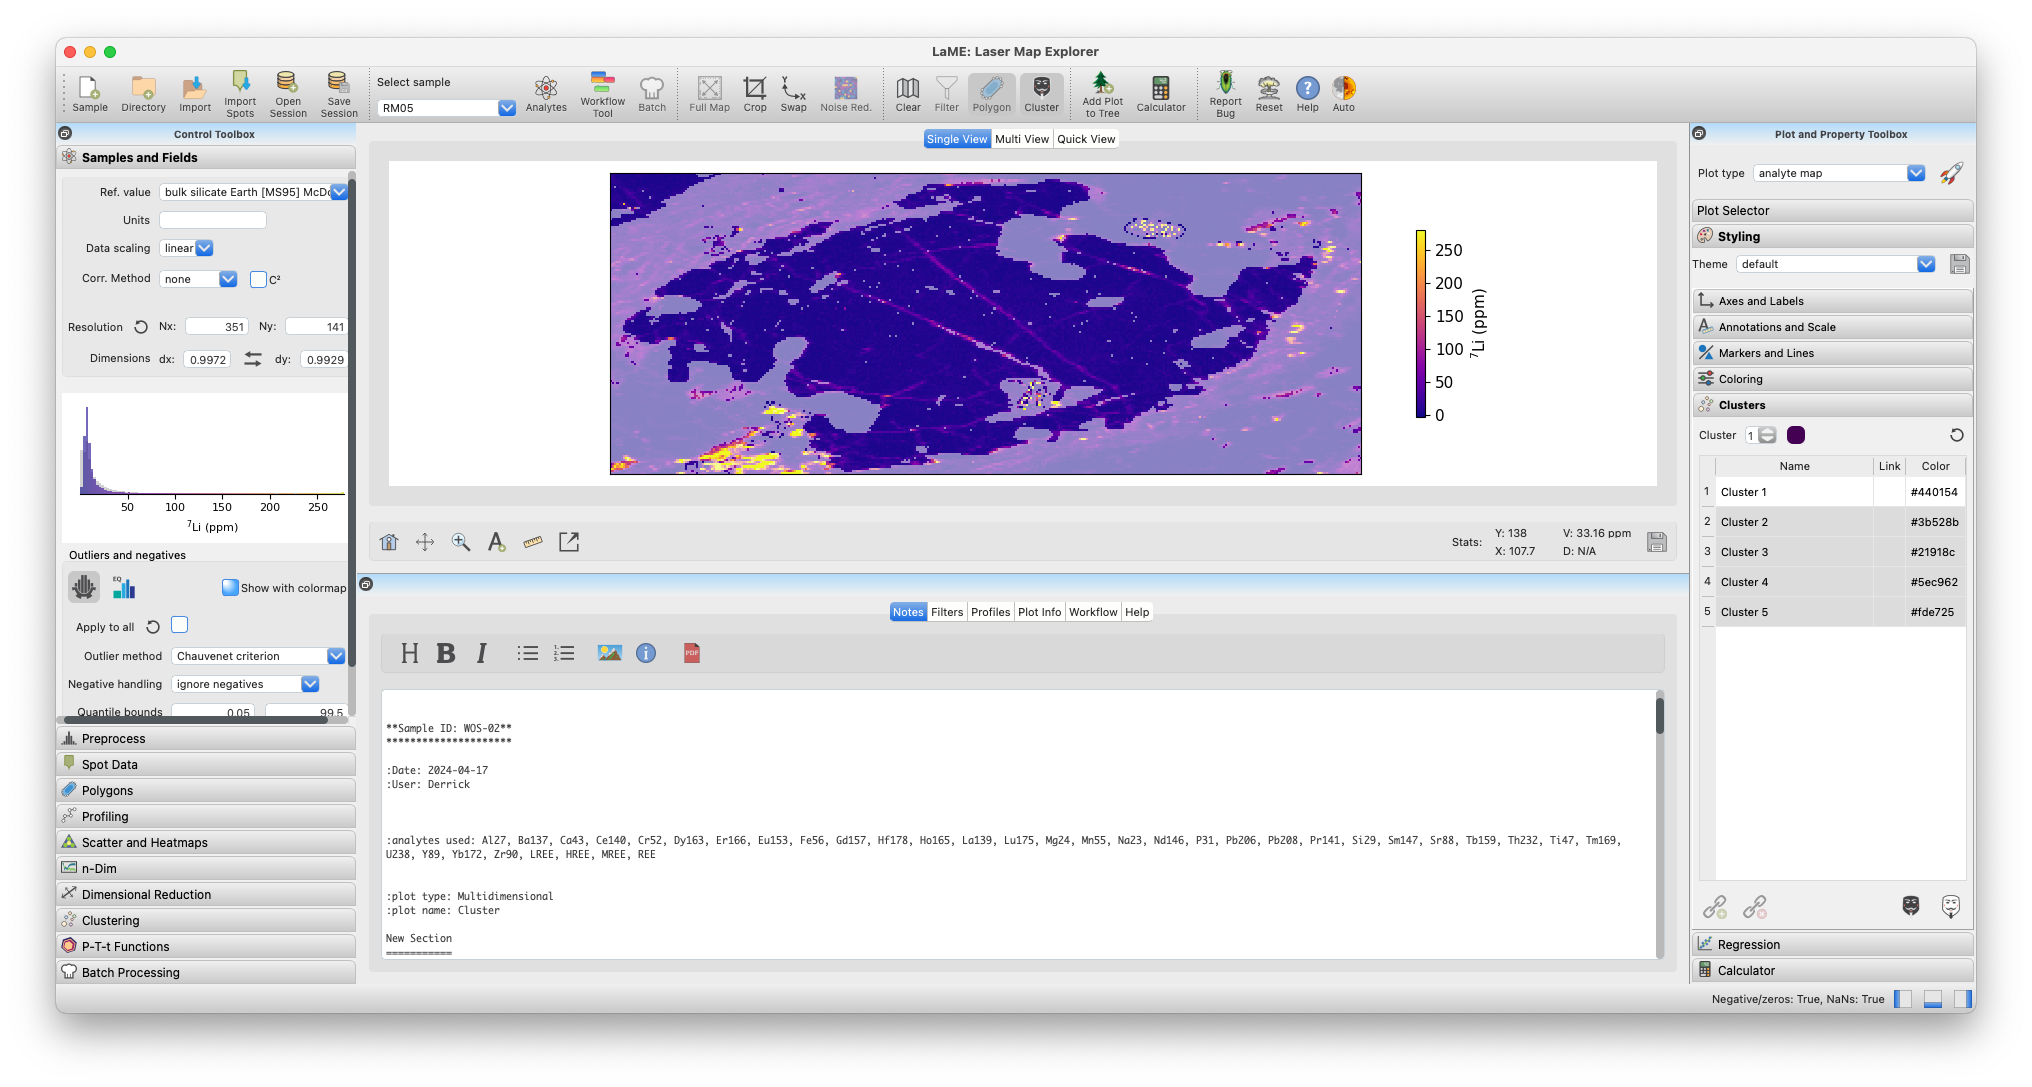 LaME: Laser Map Explorer
Sample
Directory
Import
Import Spots
Open Session
Save Session
Select sample
RM05
Analytes
Workflow Tool
Batch
Full Map
Crop
Swap
Noise Red.
Clear
Filter
Polygon
Cluster
Add Plot to Tree
Calculator
Report Bug
Reset
Help
Auto
Control Toolbox
Samples and Fields
Ref. value bulk silicate Earth [MS95] McDo
Units
Data scaling linear
Corr. Method none C²
Resolution Nx: 351 Ny: 141
Dimensions dx: 0.9972 dy: 0.9929
50 100 150 200 250
⁷Li (ppm)
Outliers and negatives
EQ
Show with colormap
Apply to all
Outlier method Chauvenet criterion
Negative handling ignore negatives
Quantile bounds 0.05 99.5
Preprocess
Spot Data
Polygons
Profiling
Scatter and Heatmaps
n-Dim
Dimensional Reduction
Clustering
P-T-t Functions
Batch Processing
Single View Multi View Quick View
250
200
150
100
50
0
⁷Li (ppm)
Stats: Y: 138 V: 33.16 ppm
X: 107.7 D: N/A
Notes Filters Profiles Plot Info Workflow Help
H B I
PDF
**Sample ID: WOS-02**
*********************
:Date: 2024-04-17
:User: Derrick
:analytes used: Al27, Ba137, Ca43, Ce140, Cr52, Dy163, Er166, Eu153, Fe56, Gd157, Hf178, Ho165, La139, Lu175, Mg24, Mn55, Na23, Nd146, P31, Pb206, Pb208, Pr141, Si29, Sm147, Sr88, Tb159, Th232, Ti47, Tm169,
U238, Y89, Yb172, Zr90, LREE, HREE, MREE, REE
:plot type: Multidimensional
:plot name: Cluster
New Section
===========
Plot and Property Toolbox
Plot type analyte map
Plot Selector
Styling
Theme default
Axes and Labels
Annotations and Scale
Markers and Lines
Coloring
Clusters
Cluster 1
Name Link Color
1 Cluster 1 #440154
2 Cluster 2 #3b528b
3 Cluster 3 #21918c
4 Cluster 4 #5ec962
5 Cluster 5 #fde725
Regression
Calculator
Negative/zeros: True, NaNs: True